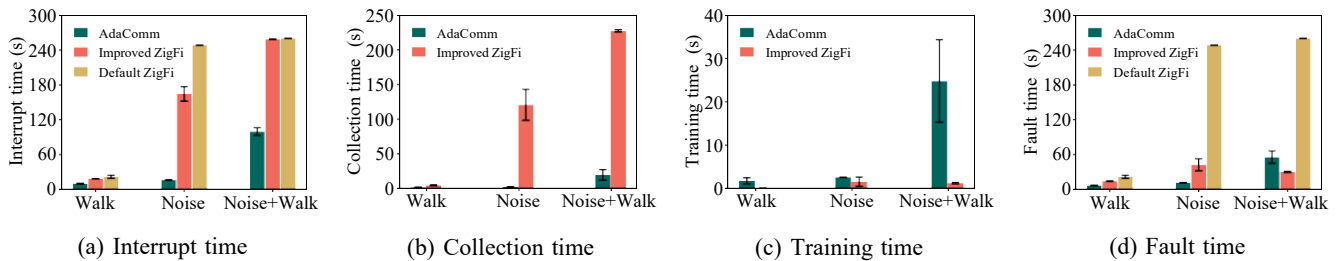 Interrupt time (s)
300
240
180
120
60
0
AdaComm
Improved ZigFi
Default ZigFi
Walk Noise Noise+Walk
(a) Interrupt time
Collection time (s)
250
200
150
100
50
0
AdaComm
Improved ZigFi
Walk Noise Noise+Walk
(b) Collection time
Training time (s)
40
30
20
10
0
AdaComm
Improved ZigFi
Walk Noise Noise+Walk
(c) Training time
Fault time (s)
300
240
180
120
60
0
AdaComm
Improved ZigFi
Default ZigFi
Walk Noise Noise+Walk
(d) Fault time